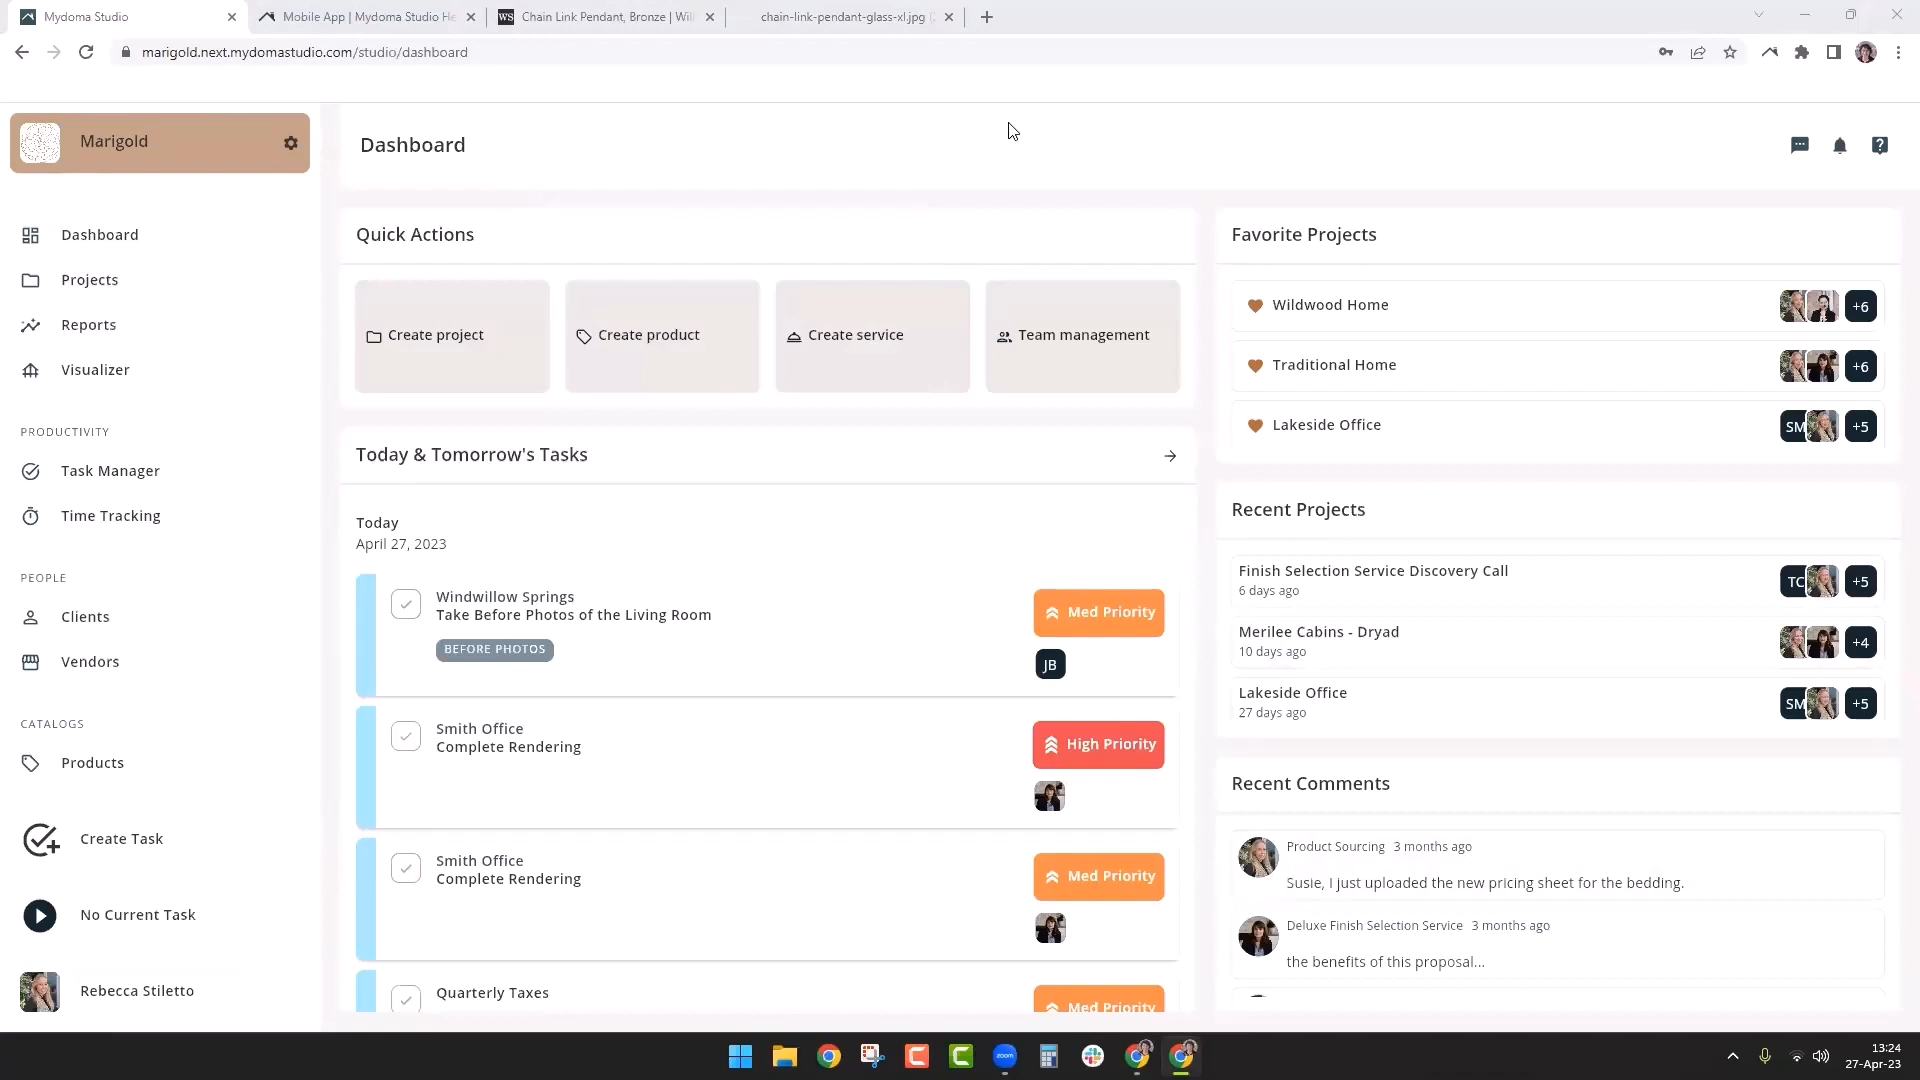 Mydoma Studio
Mobile App | Mydoma Studio He
WS Chain Link Pendant, Bronze | Will
chain-link-pendant-glass-xl.jpg (
marigold.next.mydomastudio.com/studio/dashboard
Marigold
Dashboard
Dashboard
Projects
Reports
Visualizer
PRODUCTIVITY
Task Manager
Time Tracking
PEOPLE
Clients
Vendors
CATALOGS
Products
Create Task
No Current Task
Rebecca Stiletto
Quick Actions
Create project
Create product
Create service
Team management
Today & Tomorrow's Tasks
Today
April 27, 2023
Windwillow Springs
Take Before Photos of the Living Room
BEFORE PHOTOS
Med Priority
JB
Smith Office
Complete Rendering
High Priority
Smith Office
Complete Rendering
Med Priority
Quarterly Taxes
Med Priority
Favorite Projects
Wildwood Home
+6
Traditional Home
+6
Lakeside Office
SM +5
Recent Projects
Finish Selection Service Discovery Call
6 days ago
TC +5
Merilee Cabins - Dryad
10 days ago
+4
Lakeside Office
27 days ago
SM +5
Recent Comments
Product Sourcing 3 months ago
Susie, I just uploaded the new pricing sheet for the bedding.
Deluxe Finish Selection Service 3 months ago
the benefits of this proposal...
zoom
13:24
27-Apr-23